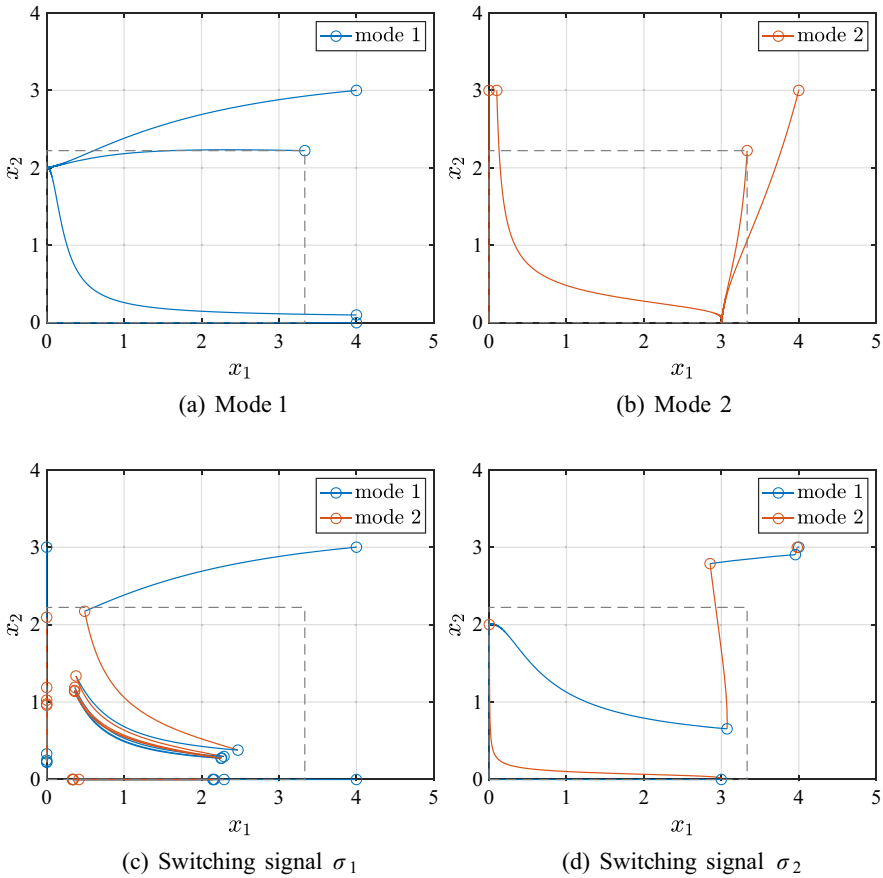 4
3
2
1
0
x₂
0 1 2 3 4 5
x₁
mode 1
(a) Mode 1
4
3
2
1
0
x₂
0 1 2 3 4 5
x₁
mode 2
(b) Mode 2
4
3
2
1
0
x₂
0 1 2 3 4 5
x₁
mode 1
mode 2
(c) Switching signal σ₁
4
3
2
1
0
x₂
0 1 2 3 4 5
x₁
mode 1
mode 2
(d) Switching signal σ₂